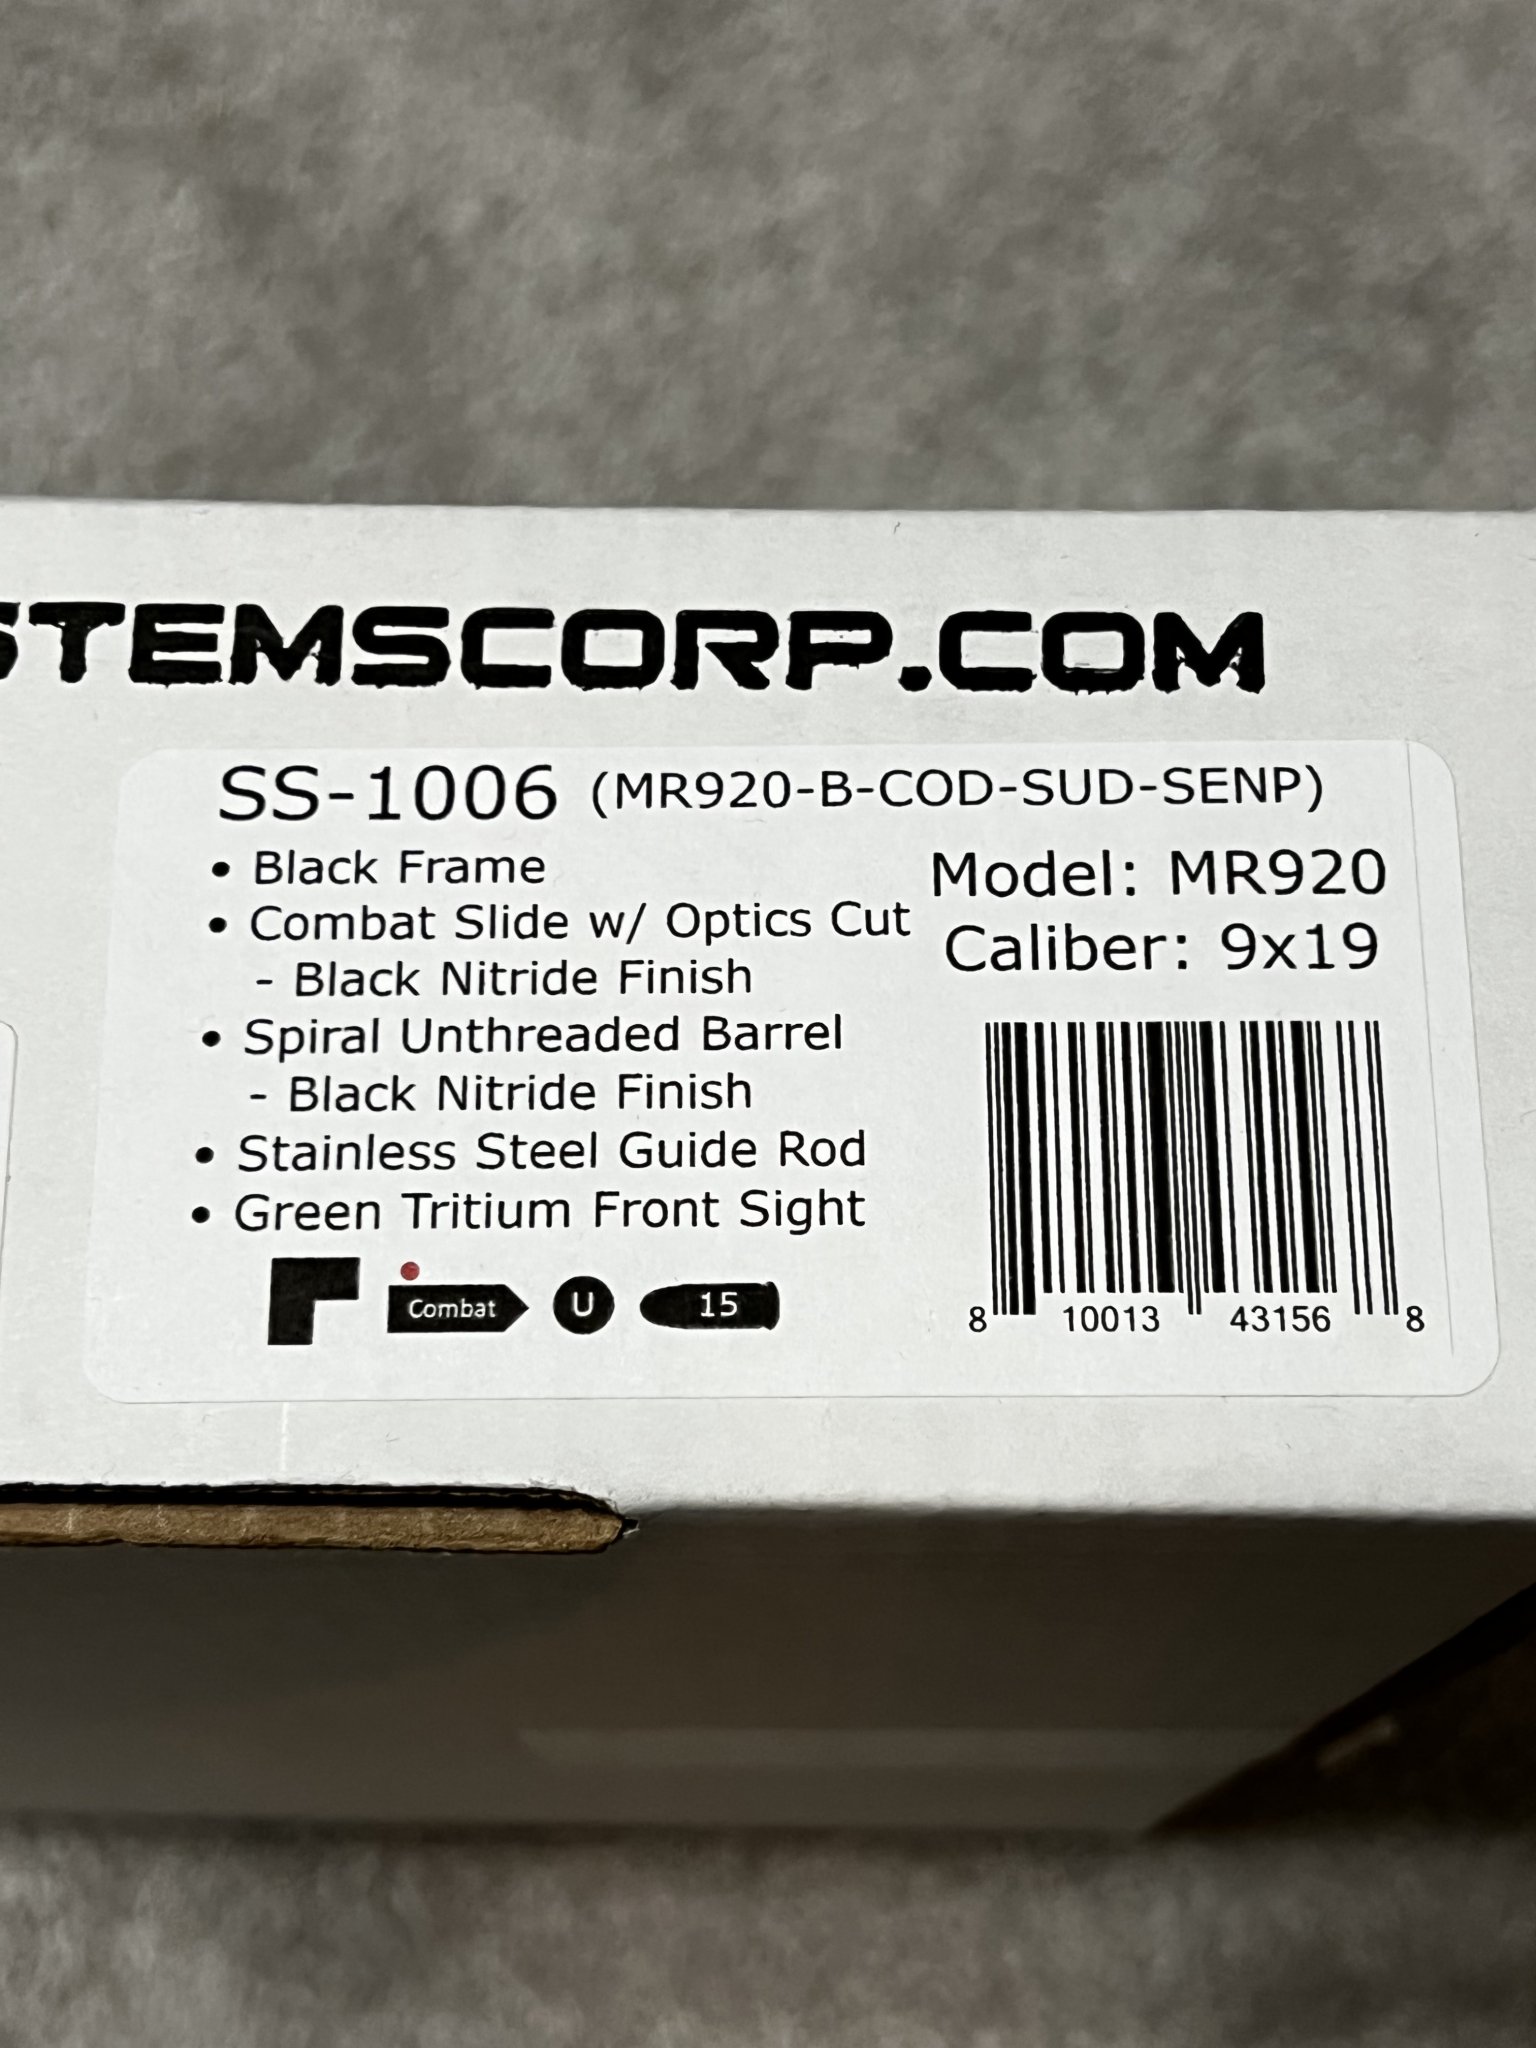 STEMSCORP.COM
SS-1006 (MR920-B-COD-SUD-SENP)
• Black Frame
• Combat Slide w/ Optics Cut
- Black Nitride Finish
• Spiral Unthreaded Barrel
- Black Nitride Finish
• Stainless Steel Guide Rod
• Green Tritium Front Sight
Combat U 15
Model: MR920
Caliber: 9x19
8 10013 43156 8